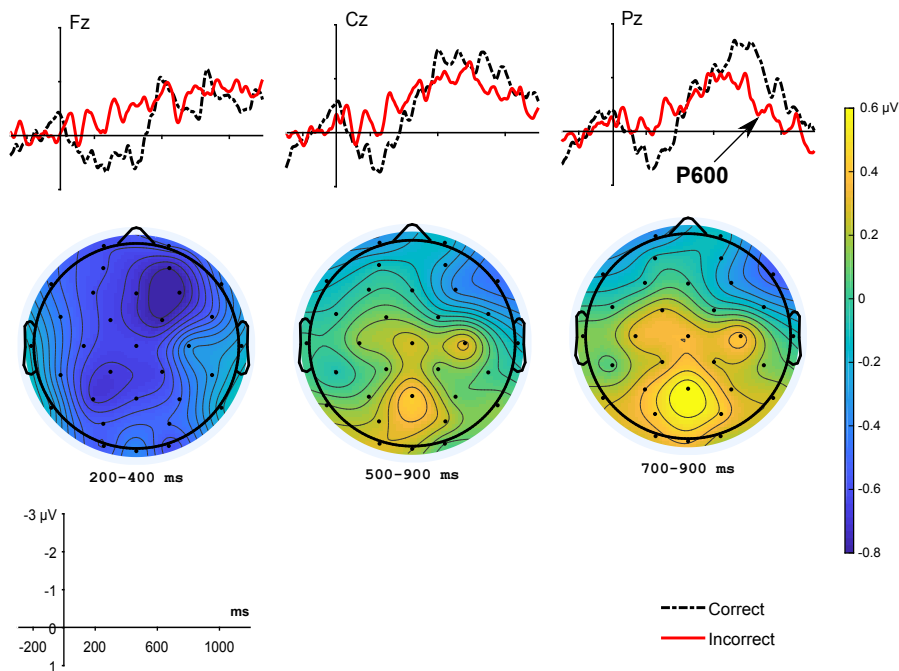 Fz
Cz
Pz
P600
0.6 µV
0.4
0.2
0
-0.2
-0.4
-0.6
-0.8
200-400 ms
500-900 ms
700-900 ms
-3 µV
-2
-1
0
1
ms
-200
200
600
1000
Correct
Incorrect